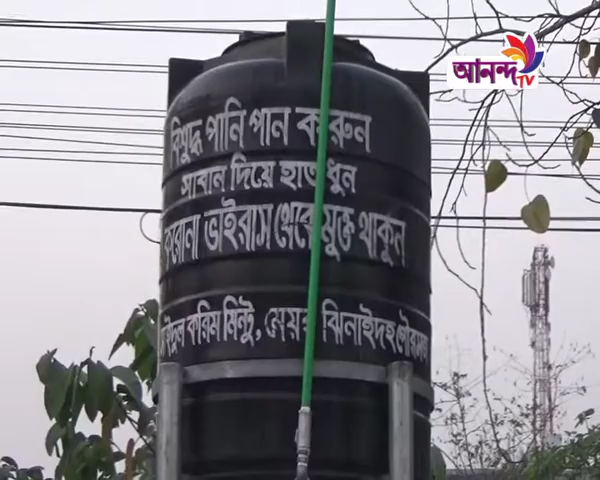 আনন্দ TV
বিশুদ্ধ পানি পান করুন
সাবান দিয়ে হাত ধুন
করোনা ভাইরাস থেকে মুক্ত থাকুন
করিম মিন্টু, মেয়র ঝিনাইদহ পৌরসভা